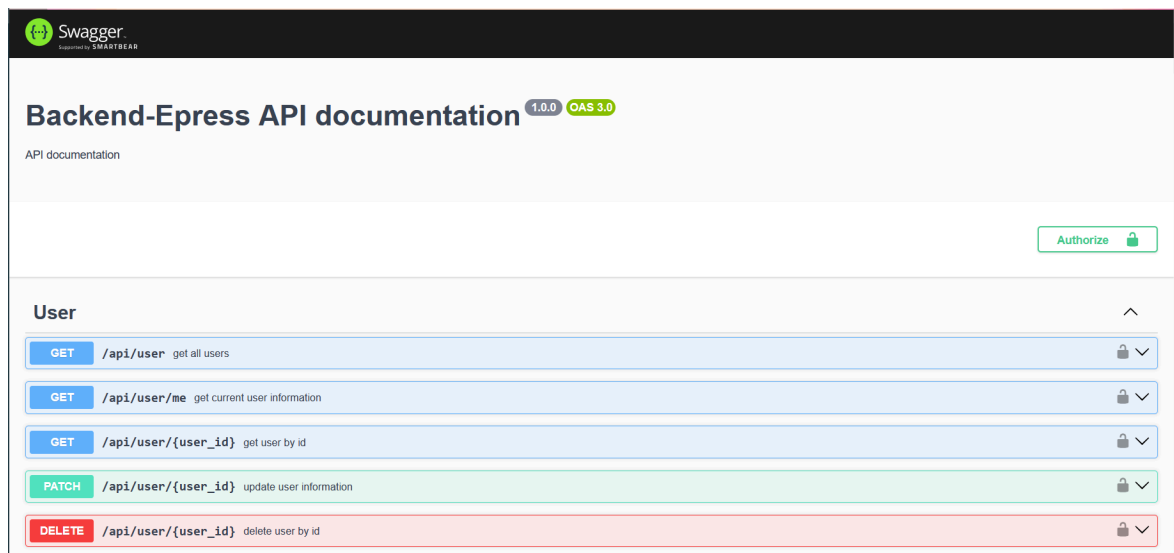 Swagger
Supported by SMARTBEAR
Backend-Epress API documentation 1.0.0 OAS 3.0
API documentation
Authorize
User
GET /api/user get all users
GET /api/user/me get current user information
GET /api/user/{user_id} get user by id
PATCH /api/user/{user_id} update user information
DELETE /api/user/{user_id} delete user by id